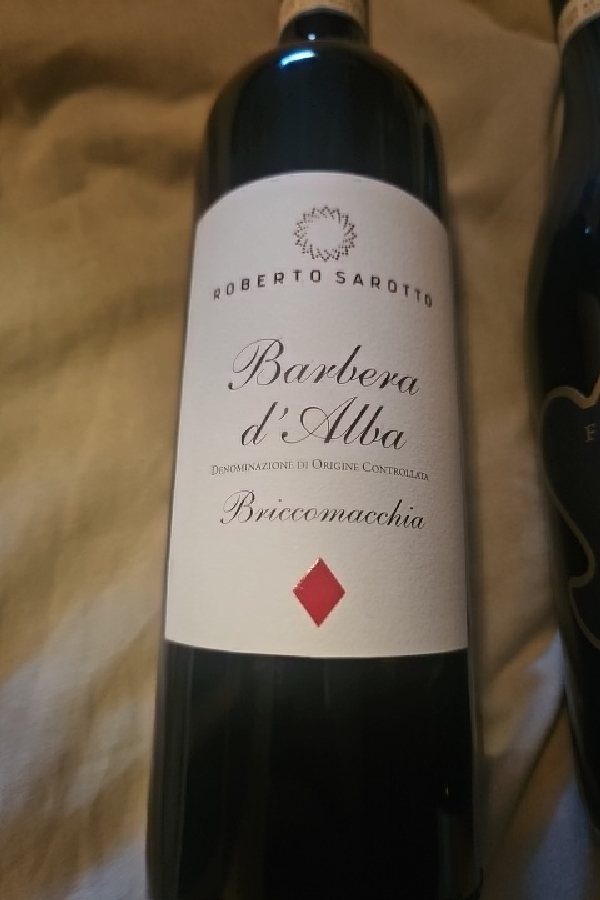 ROBERTO SAROTTO
Barbera
d'Alba
DENOMINAZIONE DI ORIGINE CONTROLLATA
Briccomacchia